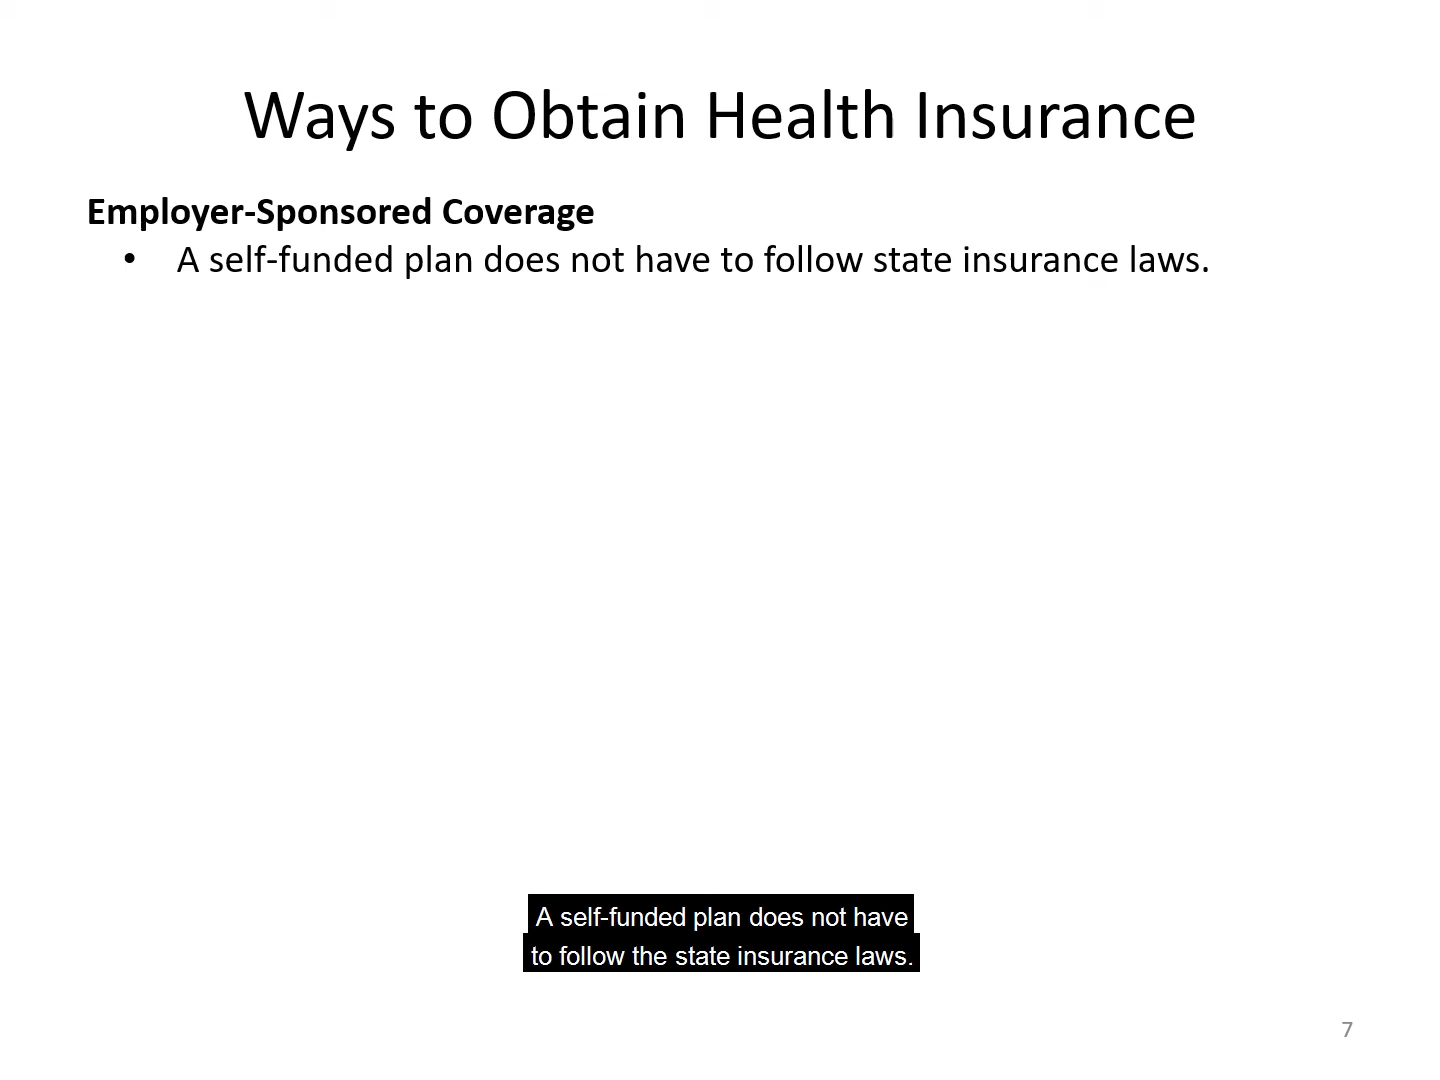 Ways to Obtain Health Insurance
Employer-Sponsored Coverage
• A self-funded plan does not have to follow state insurance laws.
A self-funded plan does not have
to follow the state insurance laws.
7